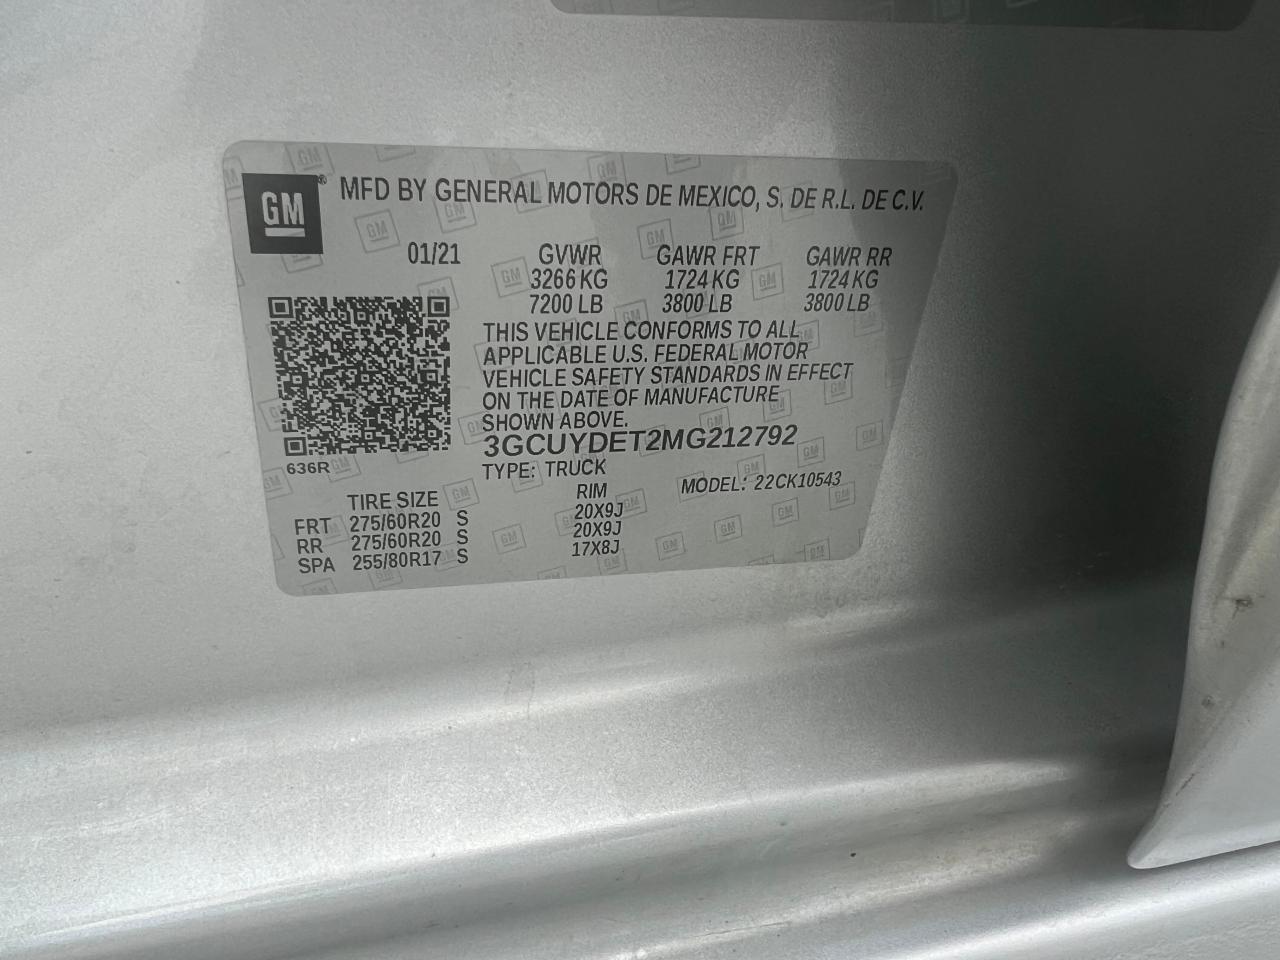 GM® MFD BY GENERAL MOTORS DE MEXICO, S. DE R.L. DE C.V.
01/21 GVWR GAWR FRT GAWR RR
3266 KG 1724 KG 1724 KG
7200 LB 3800 LB 3800 LB
THIS VEHICLE CONFORMS TO ALL
APPLICABLE U.S. FEDERAL MOTOR
VEHICLE SAFETY STANDARDS IN EFFECT
ON THE DATE OF MANUFACTURE
SHOWN ABOVE.
3GCUYDET2MG212792
636R TYPE: TRUCK MODEL: 22CK10543
TIRE SIZE RIM
FRT 275/60R20 S 20X9J
RR 275/60R20 S 20X9J
SPA 255/80R17 S 17X8J